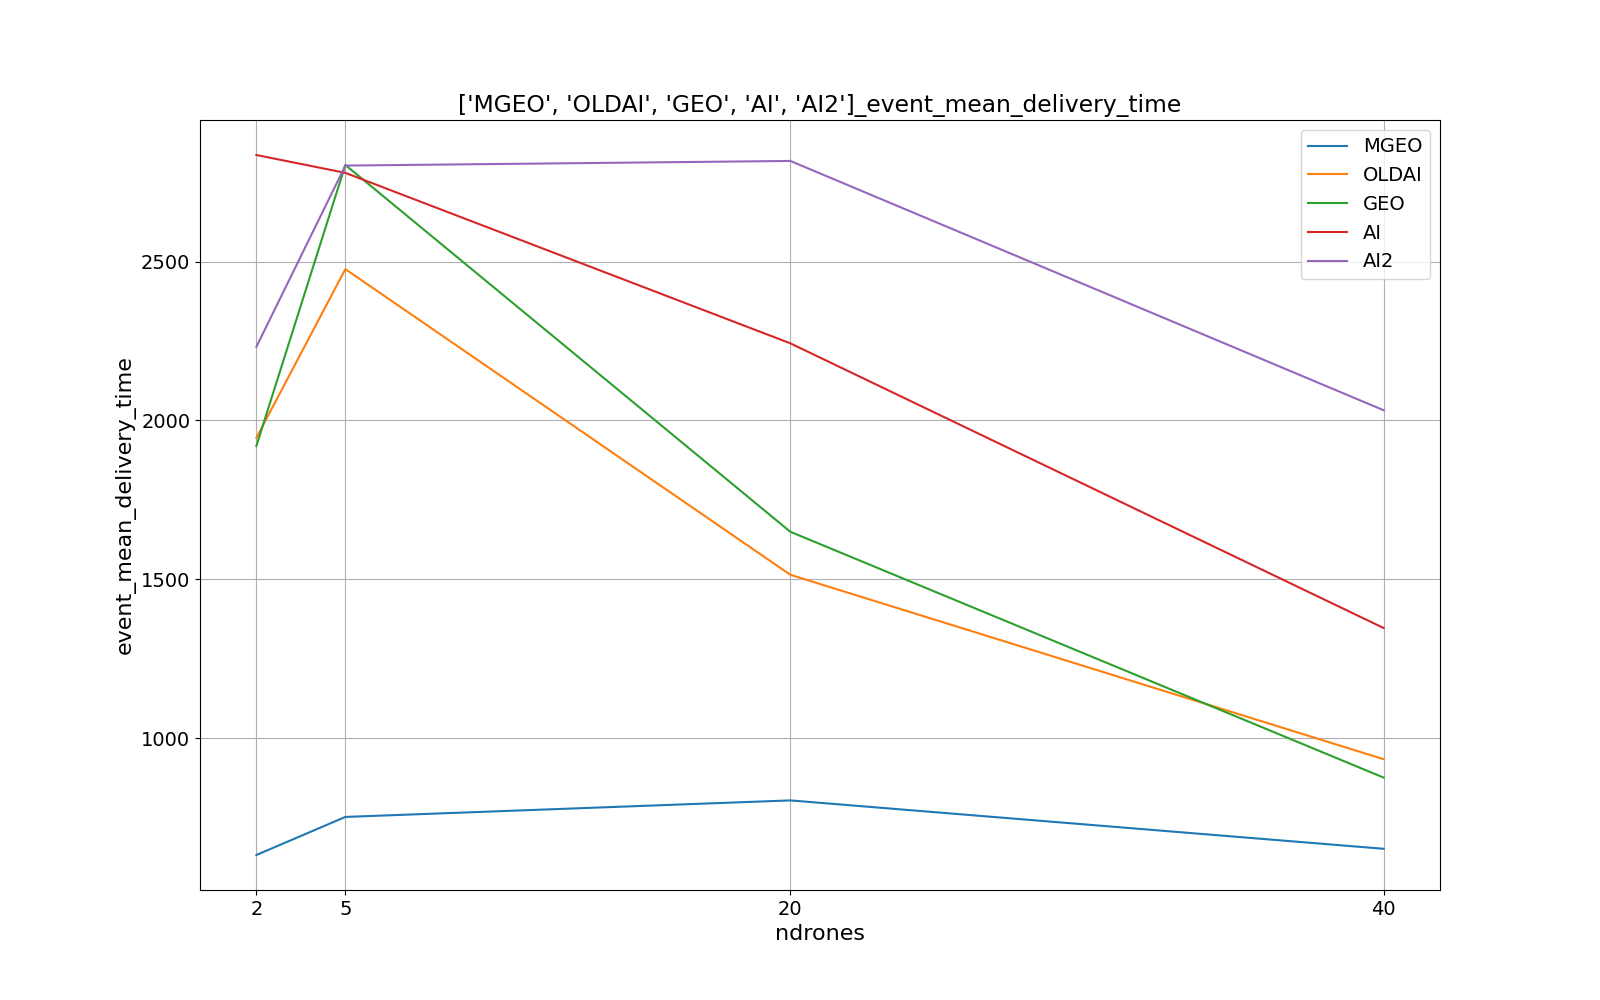 ['MGEO', 'OLDAI', 'GEO', 'AI', 'AI2']_event_mean_delivery_time
MGEO
OLDAI
GEO
AI
AI2
event_mean_delivery_time
2500
2000
1500
1000
2 5 20 40
ndrones